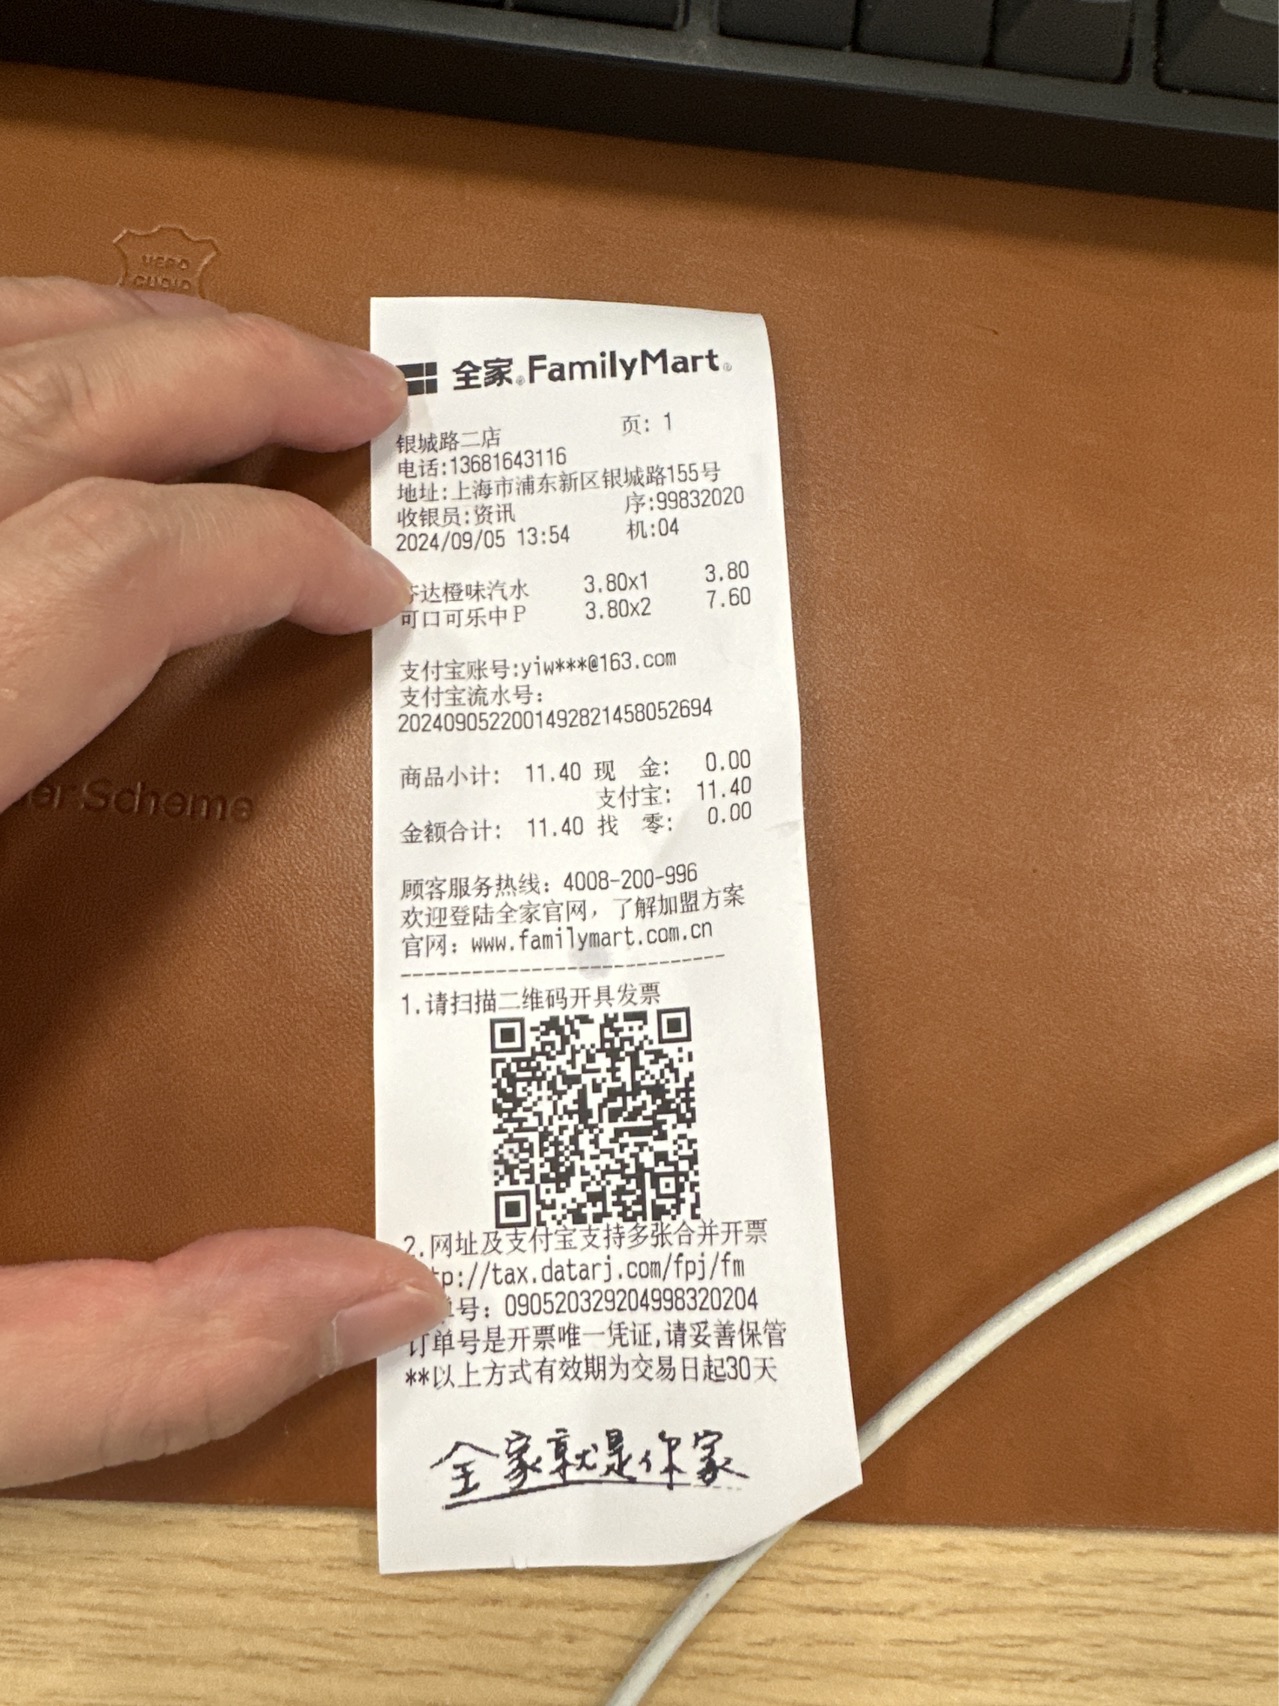 VERO
CUOIO
er Scheme
全家 FamilyMart
银城路二店 页: 1
电话:13681643116
地址:上海市浦东新区银城路155号
收银员:资讯 序:99832020
2024/09/05 13:54 机:04
达橙味汽水 3.80x1 3.80
可口可乐中P 3.80x2 7.60
支付宝账号:yiw***@163.com
支付宝流水号:
2024090522001492821458052694
商品小计: 11.40 现 金: 0.00
支付宝: 11.40
金额合计: 11.40 找 零: 0.00
顾客服务热线: 4008-200-996
欢迎登陆全家官网,了解加盟方案
官网: www.familymart.com.cn
1.请扫描二维码开具发票
2.网址及支付宝支持多张合并开票
tp://tax.datarj.com/fpj/fm
单号: 090520329204998320204
订单号是开票唯一凭证,请妥善保管
**以上方式有效期为交易日起30天
全家就是你家